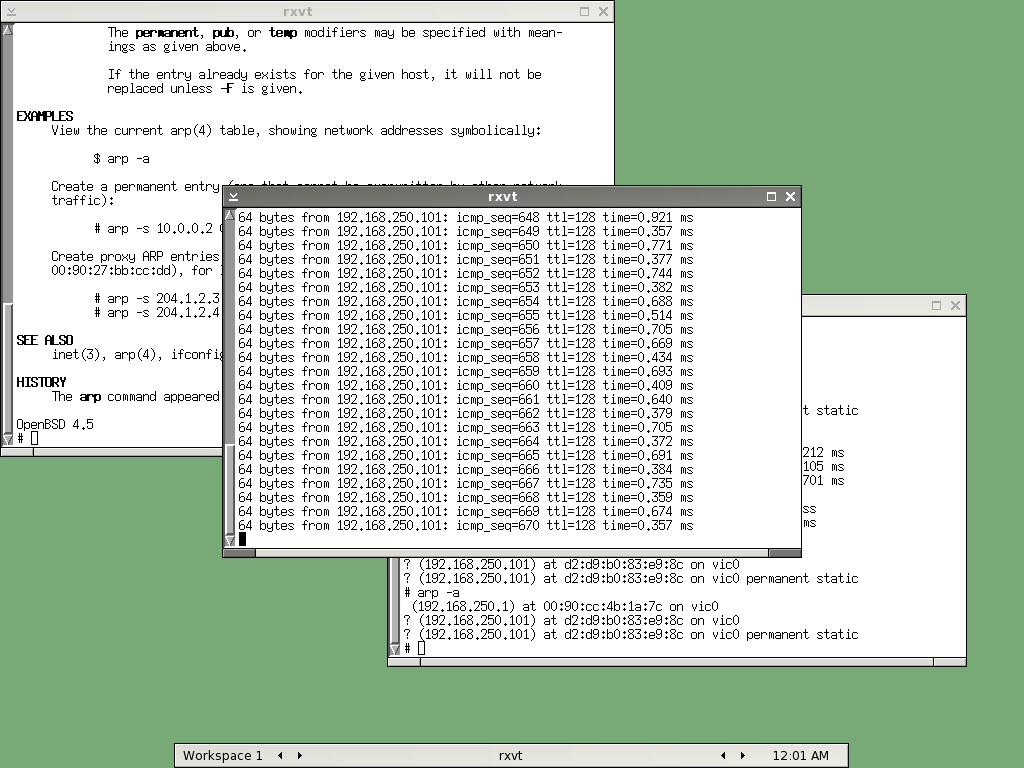 rxvt
The permanent, pub, or temp modifiers may be specified with mean-
ings as given above.
If the entry already exists for the given host, it will not be
replaced unless -F is given.
EXAMPLES
View the current arp(4) table, showing network addresses symbolically:
$ arp -a
Create a permanent entry
traffic):
# arp -s 10.0.0.2
Create proxy ARP entries
00:90:27:bb:cc:dd), for
# arp -s 204.1.2.3
# arp -s 204.1.2.4
SEE ALSO
inet(3), arp(4), ifconfig
HISTORY
The arp command appeared
OpenBSD 4.5
#
rxvt
64 bytes from 192.168.250.101: icmp_seq=648 ttl=128 time=0.921 ms
64 bytes from 192.168.250.101: icmp_seq=649 ttl=128 time=0.357 ms
64 bytes from 192.168.250.101: icmp_seq=650 ttl=128 time=0.771 ms
64 bytes from 192.168.250.101: icmp_seq=651 ttl=128 time=0.377 ms
64 bytes from 192.168.250.101: icmp_seq=652 ttl=128 time=0.744 ms
64 bytes from 192.168.250.101: icmp_seq=653 ttl=128 time=0.382 ms
64 bytes from 192.168.250.101: icmp_seq=654 ttl=128 time=0.688 ms
64 bytes from 192.168.250.101: icmp_seq=655 ttl=128 time=0.514 ms
64 bytes from 192.168.250.101: icmp_seq=656 ttl=128 time=0.705 ms
64 bytes from 192.168.250.101: icmp_seq=657 ttl=128 time=0.669 ms
64 bytes from 192.168.250.101: icmp_seq=658 ttl=128 time=0.434 ms
64 bytes from 192.168.250.101: icmp_seq=659 ttl=128 time=0.693 ms
64 bytes from 192.168.250.101: icmp_seq=660 ttl=128 time=0.409 ms
64 bytes from 192.168.250.101: icmp_seq=661 ttl=128 time=0.640 ms
64 bytes from 192.168.250.101: icmp_seq=662 ttl=128 time=0.379 ms
64 bytes from 192.168.250.101: icmp_seq=663 ttl=128 time=0.705 ms
64 bytes from 192.168.250.101: icmp_seq=664 ttl=128 time=0.372 ms
64 bytes from 192.168.250.101: icmp_seq=665 ttl=128 time=0.691 ms
64 bytes from 192.168.250.101: icmp_seq=666 ttl=128 time=0.384 ms
64 bytes from 192.168.250.101: icmp_seq=667 ttl=128 time=0.735 ms
64 bytes from 192.168.250.101: icmp_seq=668 ttl=128 time=0.359 ms
64 bytes from 192.168.250.101: icmp_seq=669 ttl=128 time=0.674 ms
64 bytes from 192.168.250.101: icmp_seq=670 ttl=128 time=0.357 ms
t static
212 ms
105 ms
701 ms
ss
ms
? (192.168.250.101) at d2:d9:b0:83:e9:8c on vic0
? (192.168.250.101) at d2:d9:b0:83:e9:8c on vic0 permanent static
# arp -a
(192.168.250.1) at 00:90:cc:4b:1a:7c on vic0
? (192.168.250.101) at d2:d9:b0:83:e9:8c on vic0
? (192.168.250.101) at d2:d9:b0:83:e9:8c on vic0 permanent static
#
Workspace 1
rxvt
12:01 AM